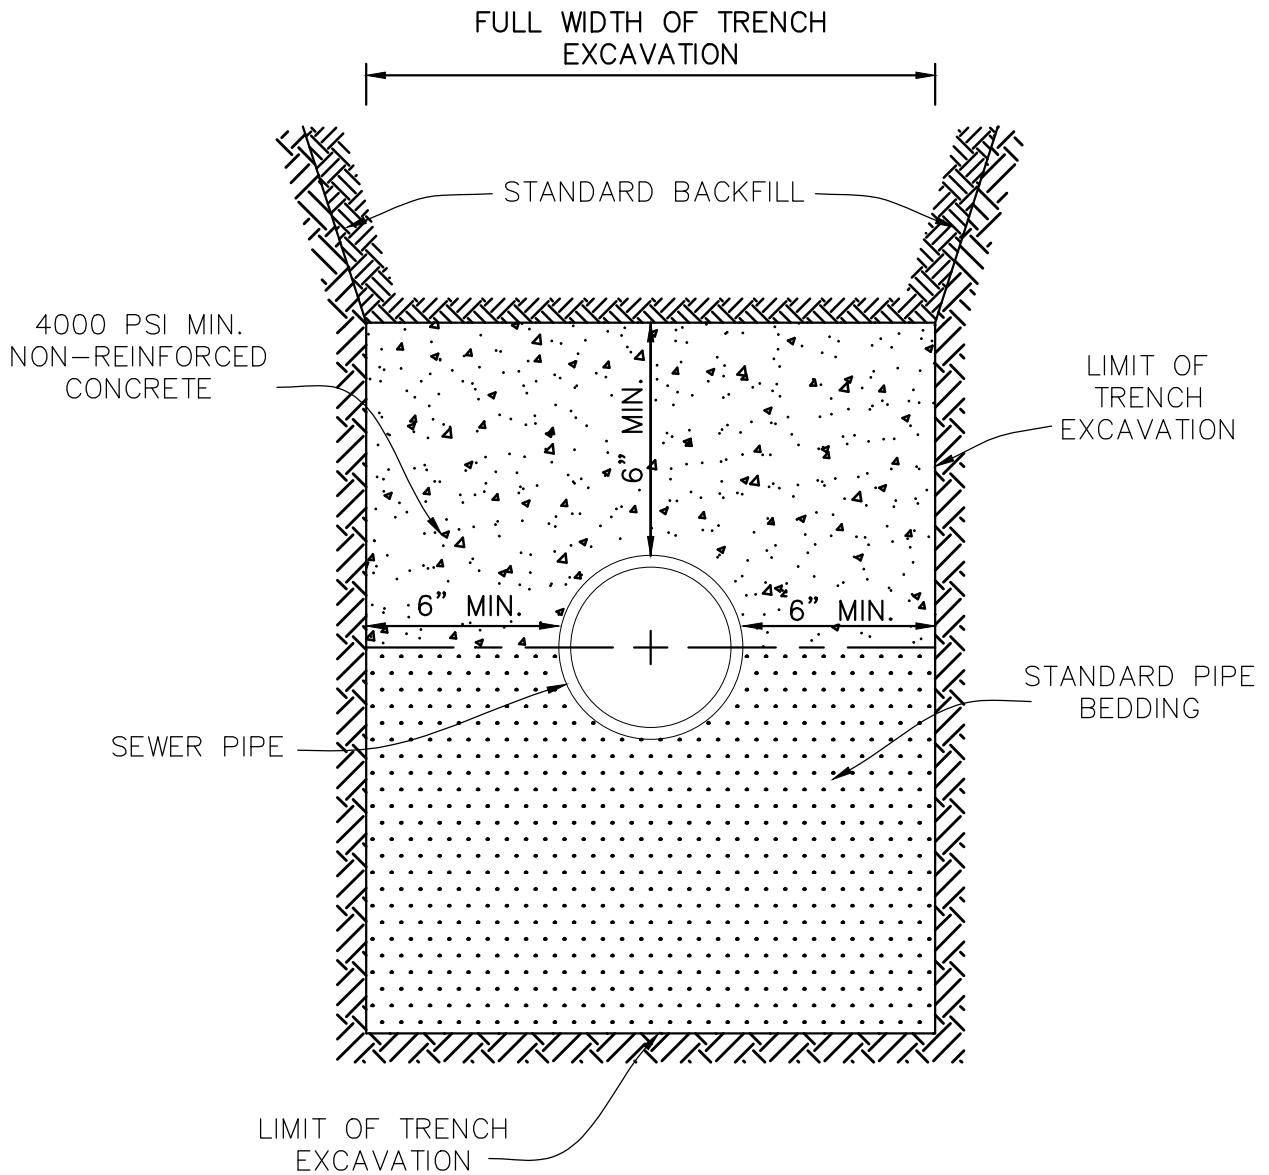 FULL WIDTH OF TRENCH
EXCAVATION
STANDARD BACKFILL
4000 PSI MIN.
NON-REINFORCED
CONCRETE
LIMIT OF
TRENCH
EXCAVATION
6" MIN.
6" MIN.
6" MIN.
STANDARD PIPE
BEDDING
SEWER PIPE
LIMIT OF TRENCH
EXCAVATION